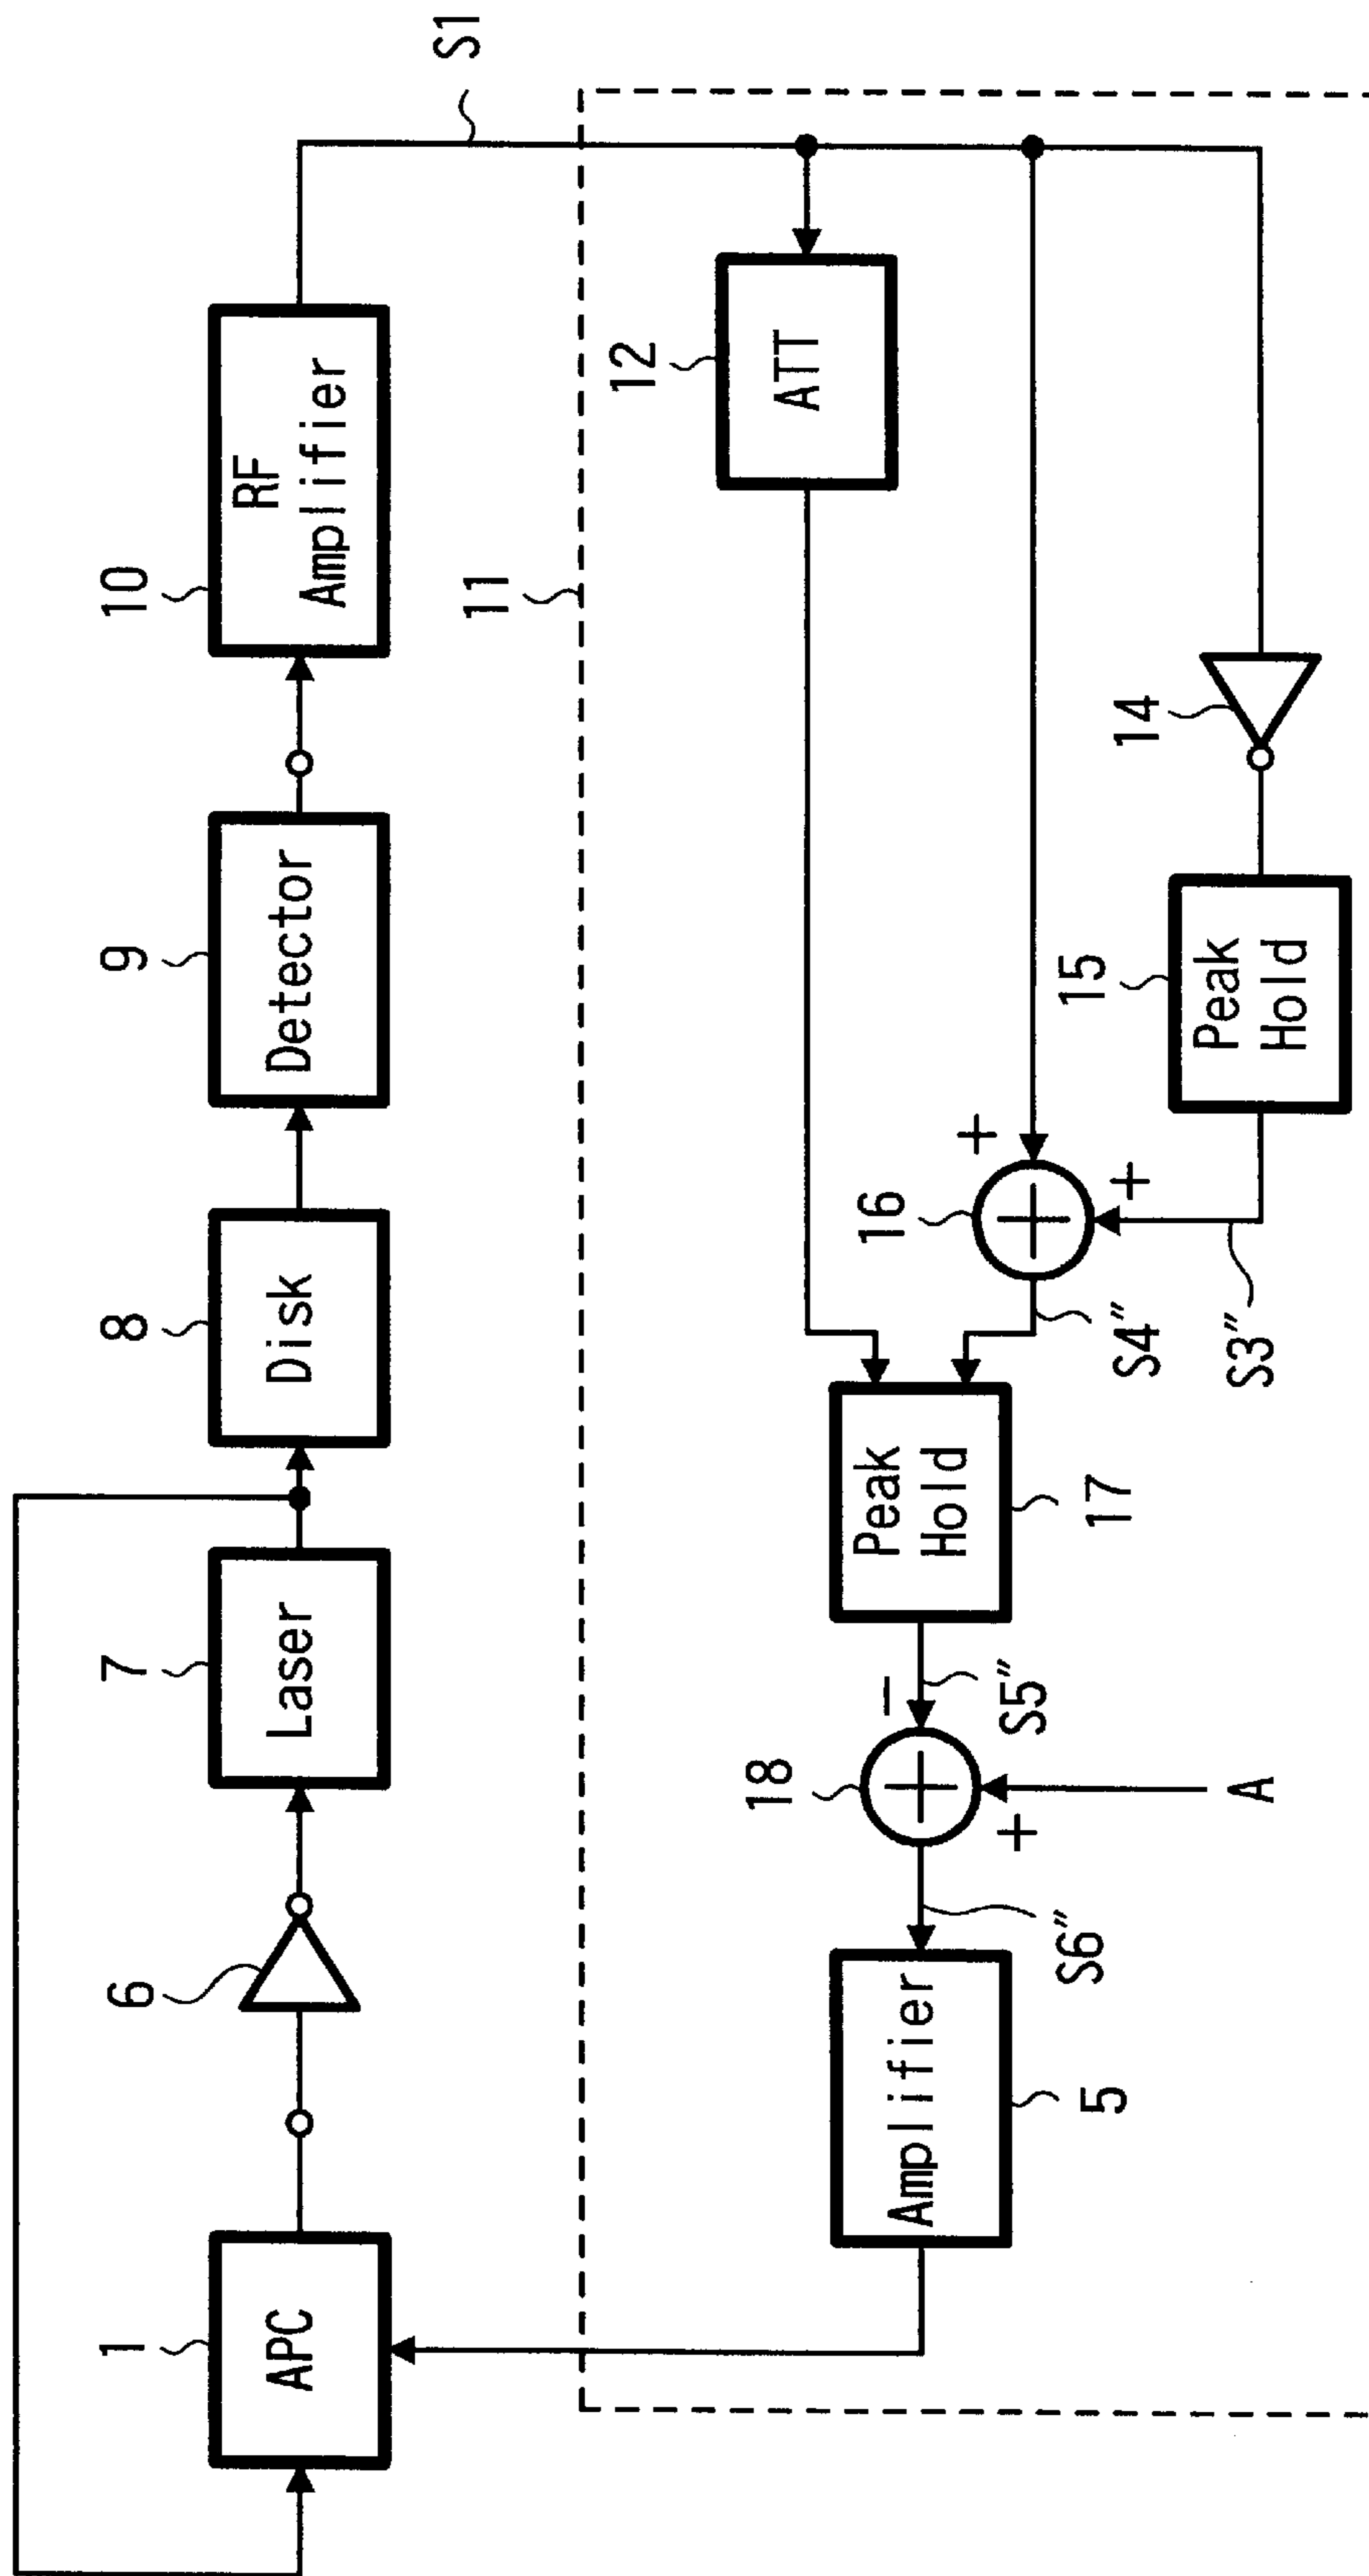 1
APC
6
7
Laser
8
Disk
9
Detector
10
RF
Amplifier
S1
11
12
ATT
5
Amplifier
S6″
18
−
+
A
S5″
17
Peak
Hold
16
+
+
S4″
S3″
15
Peak
Hold
14